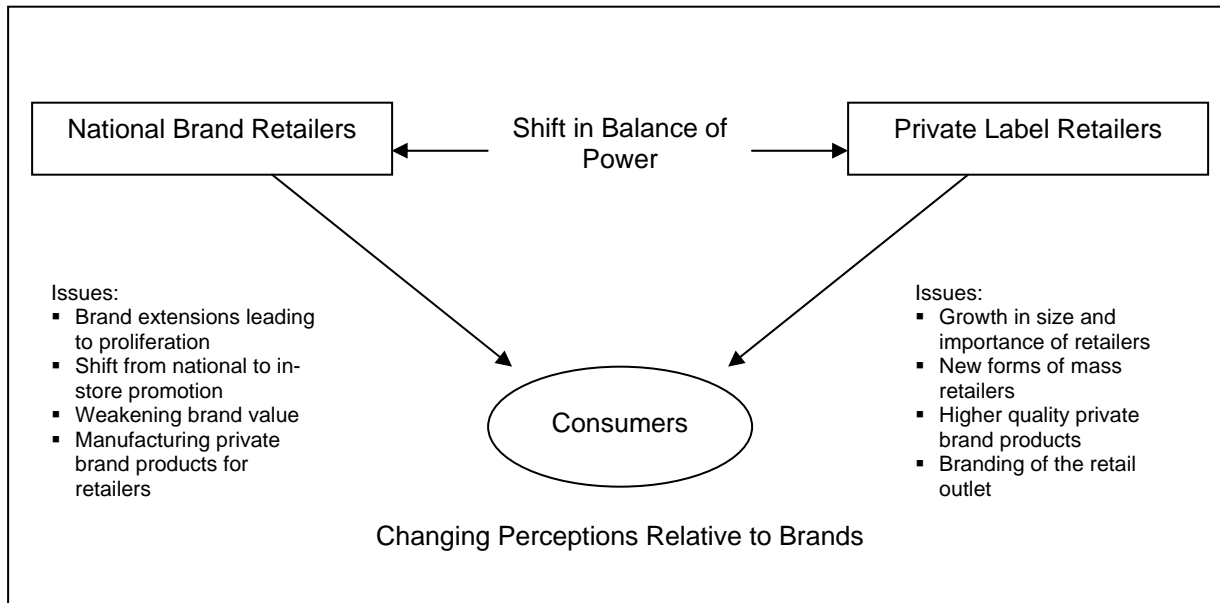 National Brand Retailers
Shift in Balance of
Power
Private Label Retailers
Issues:
▪ Brand extensions leading
to proliferation
▪ Shift from national to in-
store promotion
▪ Weakening brand value
▪ Manufacturing private
brand products for
retailers
Issues:
▪ Growth in size and
importance of retailers
▪ New forms of mass
retailers
▪ Higher quality private
brand products
▪ Branding of the retail
outlet
Consumers
Changing Perceptions Relative to Brands